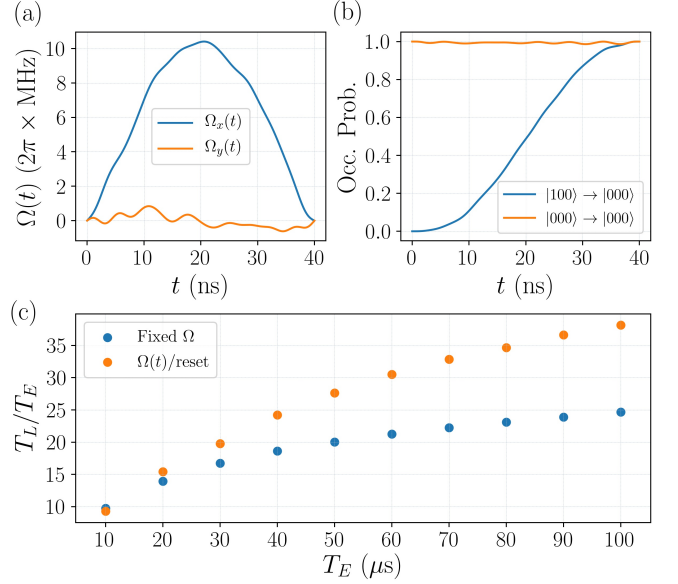 (a)
Ω(t) (2π × MHz)
10
8
6
4
2
0
Ωx(t)
Ωy(t)
0 10 20 30 40
t (ns)
(b)
Occ. Prob.
1.0
0.8
0.6
0.4
0.2
0.0
|100⟩ → |000⟩
|000⟩ → |000⟩
0 10 20 30 40
t (ns)
(c)
T_L/T_E
35
30
25
20
15
10
Fixed Ω
Ω(t)/reset
10 20 30 40 50 60 70 80 90 100
T_E (μs)